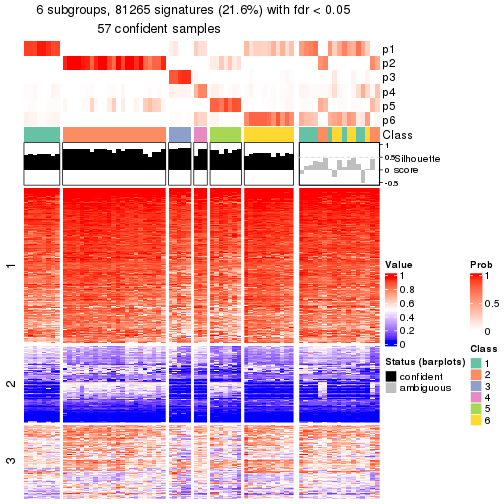 6 subgroups, 81265 signatures (21.6%) with fdr < 0.05
57 confident samples
p1
p2
p3
p4
p5
p6
Class
1
0.5
0
-0.5
Silhouette
score
1
2
3
Value
1
0.8
0.6
0.4
0.2
0
Status (barplots)
confident
ambiguous
Prob
1
0.5
0
Class
1
2
3
4
5
6